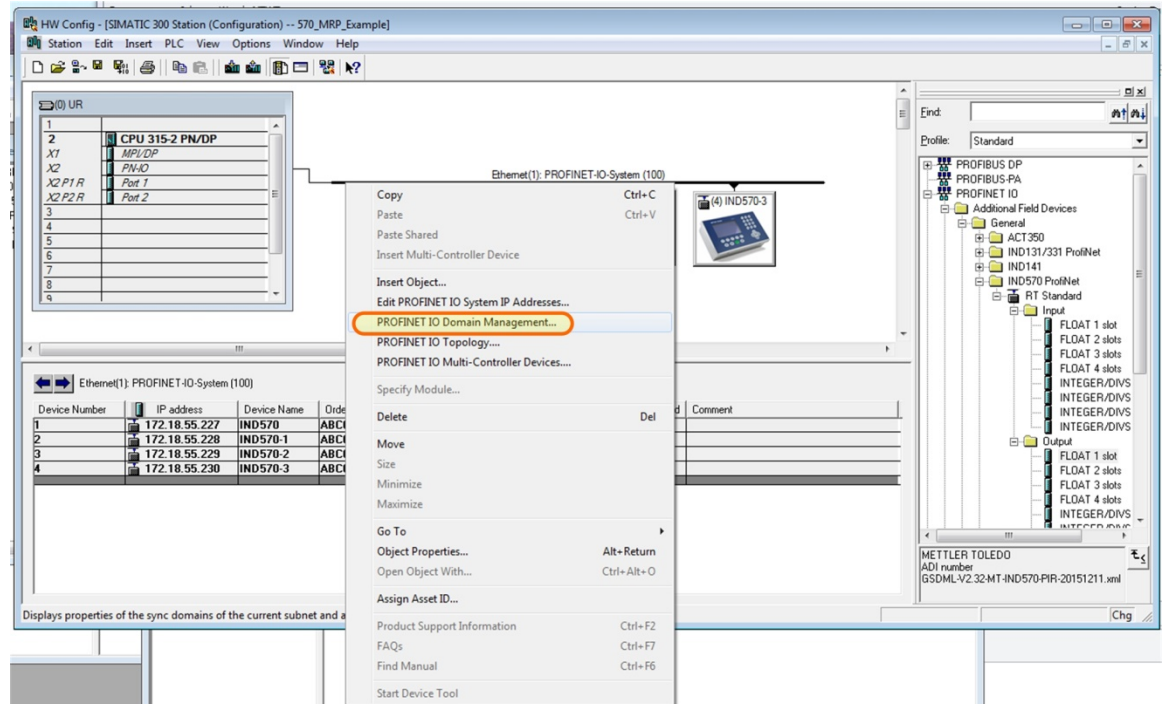 HW Config - [SIMATIC 300 Station (Configuration) -- 570_MRP_Example]
Station Edit Insert PLC View Options Window Help
(0) UR
1
2 CPU 315-2 PN/DP
X1 MPI/DP
X2 PN-IO
X2 P1 R Port 1
X2 P2 R Port 2
3
4
5
6
7
8
9
Ethernet(1): PROFINET-IO-System (100)
(4) IND570-3
Copy Ctrl+C
Paste Ctrl+V
Paste Shared
Insert Multi-Controller Device
Insert Object...
Edit PROFINET IO System IP Addresses...
PROFINET IO Domain Management...
PROFINET IO Topology....
PROFINET IO Multi-Controller Devices....
Specify Module...
Delete Del
Move
Size
Minimize
Maximize
Go To
Object Properties... Alt+Return
Open Object With... Ctrl+Alt+O
Assign Asset ID...
Product Support Information Ctrl+F2
FAQs Ctrl+F7
Find Manual Ctrl+F6
Start Device Tool
Ethernet(1): PROFINET-IO-System (100)
Device Number IP address Device Name Comment
1 172.18.55.227 IND570
2 172.18.55.228 IND570-1
3 172.18.55.229 IND570-2
4 172.18.55.230 IND570-3
Displays properties of the sync domains of the current subnet and
Chg
Find:
Profile: Standard
PROFIBUS DP
PROFIBUS-PA
PROFINET IO
Additional Field Devices
General
ACT350
IND131/331 ProfiNet
IND141
IND570 ProfiNet
RT Standard
Input
FLOAT 1 slot
FLOAT 2 slots
FLOAT 3 slots
FLOAT 4 slots
INTEGER/DIVS
INTEGER/DIVS
INTEGER/DIVS
INTEGER/DIVS
Output
FLOAT 1 slot
FLOAT 2 slots
FLOAT 3 slots
FLOAT 4 slots
INTEGER/DIVS
METTLER TOLEDO
ADI number
GSDML-V2.32-MT-IND570-PIR-20151211.xml